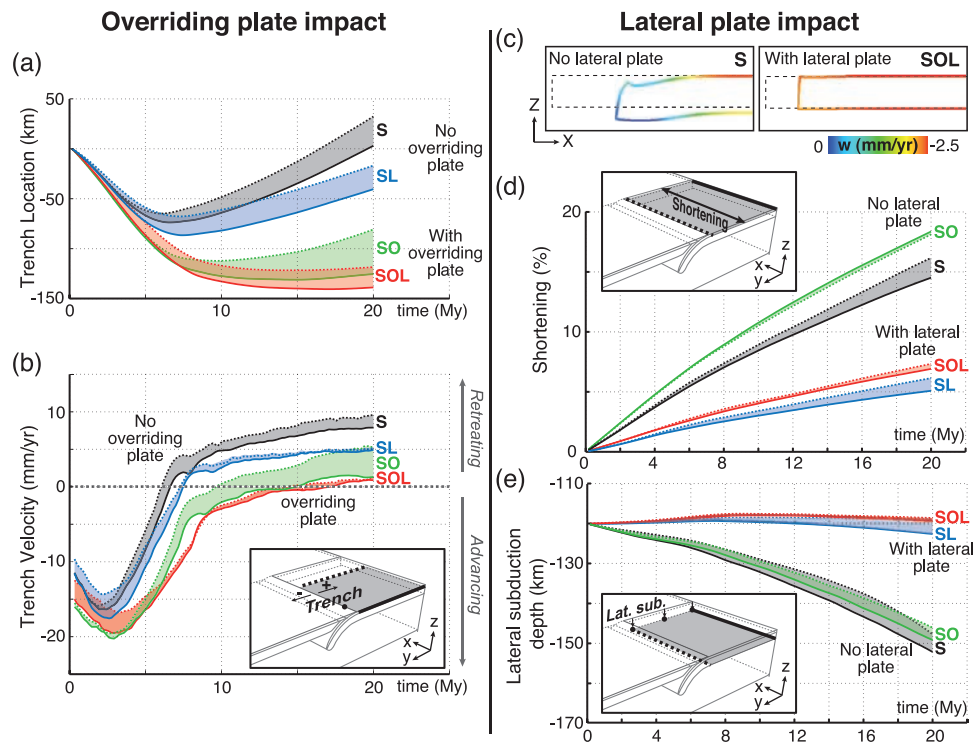 Overriding plate impact
(a)
Trench Location (km)
50
-50
-150
0
10
20
time (My)
S
No
overriding
plate
SL
SO
With
overriding
plate
SOL
(b)
Trench Velocity (mm/yr)
10
0
-10
-20
0
10
20
time (My)
No
overriding
plate
S
SL
SO
SOL
overriding
plate
Retreating
Advancing
- +
Trench
z
x
y
Lateral plate impact
(c)
No lateral plate S
With lateral plate SOL
Z
X
0 w (mm/yr) -2.5
(d)
Shortening (%)
20
10
0
0 4 8 12 16 20
time (My)
Shortening
z
x
y
No lateral
plate
SO
S
With lateral
plate
SOL
SL
(e)
Lateral subduction
depth (km)
-110
-130
-150
-170
0 4 8 12 16 20
time (My)
SOL
SL
With lateral
plate
SO
S
No lateral
plate
Lat. sub.
z
x
y